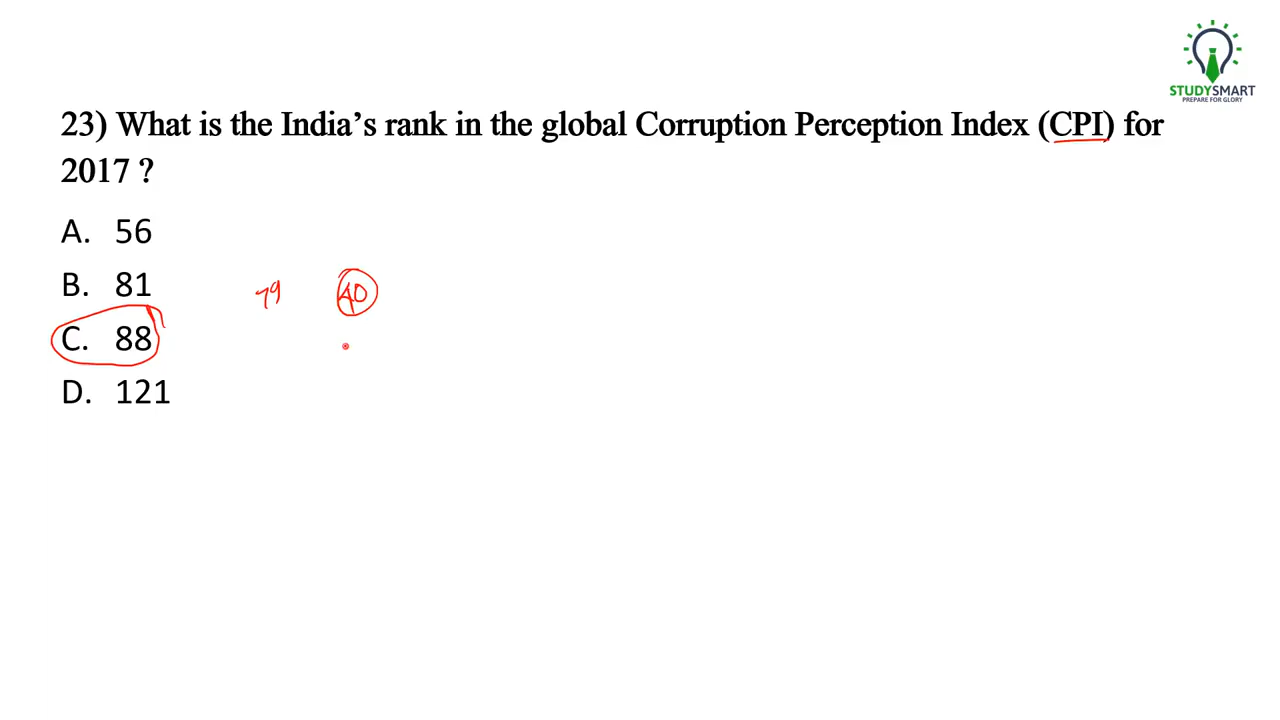 STUDYSMART
PREPARE FOR GLORY
23) What is the India's rank in the global Corruption Perception Index (CPI) for
2017 ?
A. 56
B. 81
79 40
C. 88
D. 121